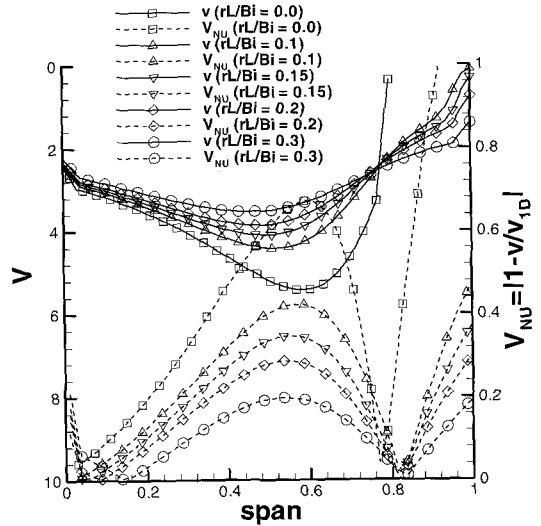 v (rL/Bi = 0.0)
V_NU (rL/Bi = 0.0)
v (rL/Bi = 0.1)
V_NU (rL/Bi = 0.1)
v (rL/Bi = 0.15)
V_NU (rL/Bi = 0.15)
v (rL/Bi = 0.2)
V_NU (rL/Bi = 0.2)
v (rL/Bi = 0.3)
V_NU (rL/Bi = 0.3)
0
2
4
6
8
10
V
1
0.8
0.6
0.4
0.2
0
V_NU=|1-v/v_1D|
0
0.2
0.4
0.6
0.8
1
span